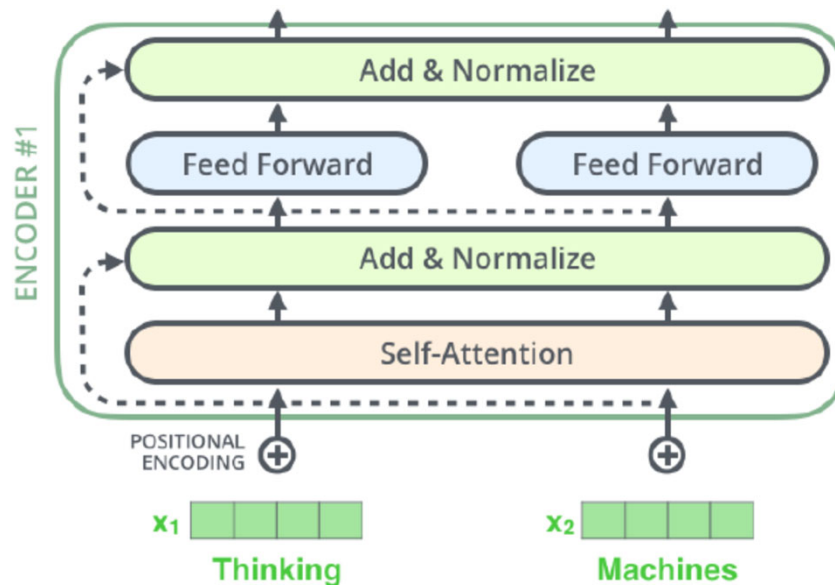 ENCODER #1
Add & Normalize
Feed Forward
Feed Forward
Add & Normalize
Self-Attention
POSITIONAL
ENCODING
x₁
x₂
Thinking
Machines